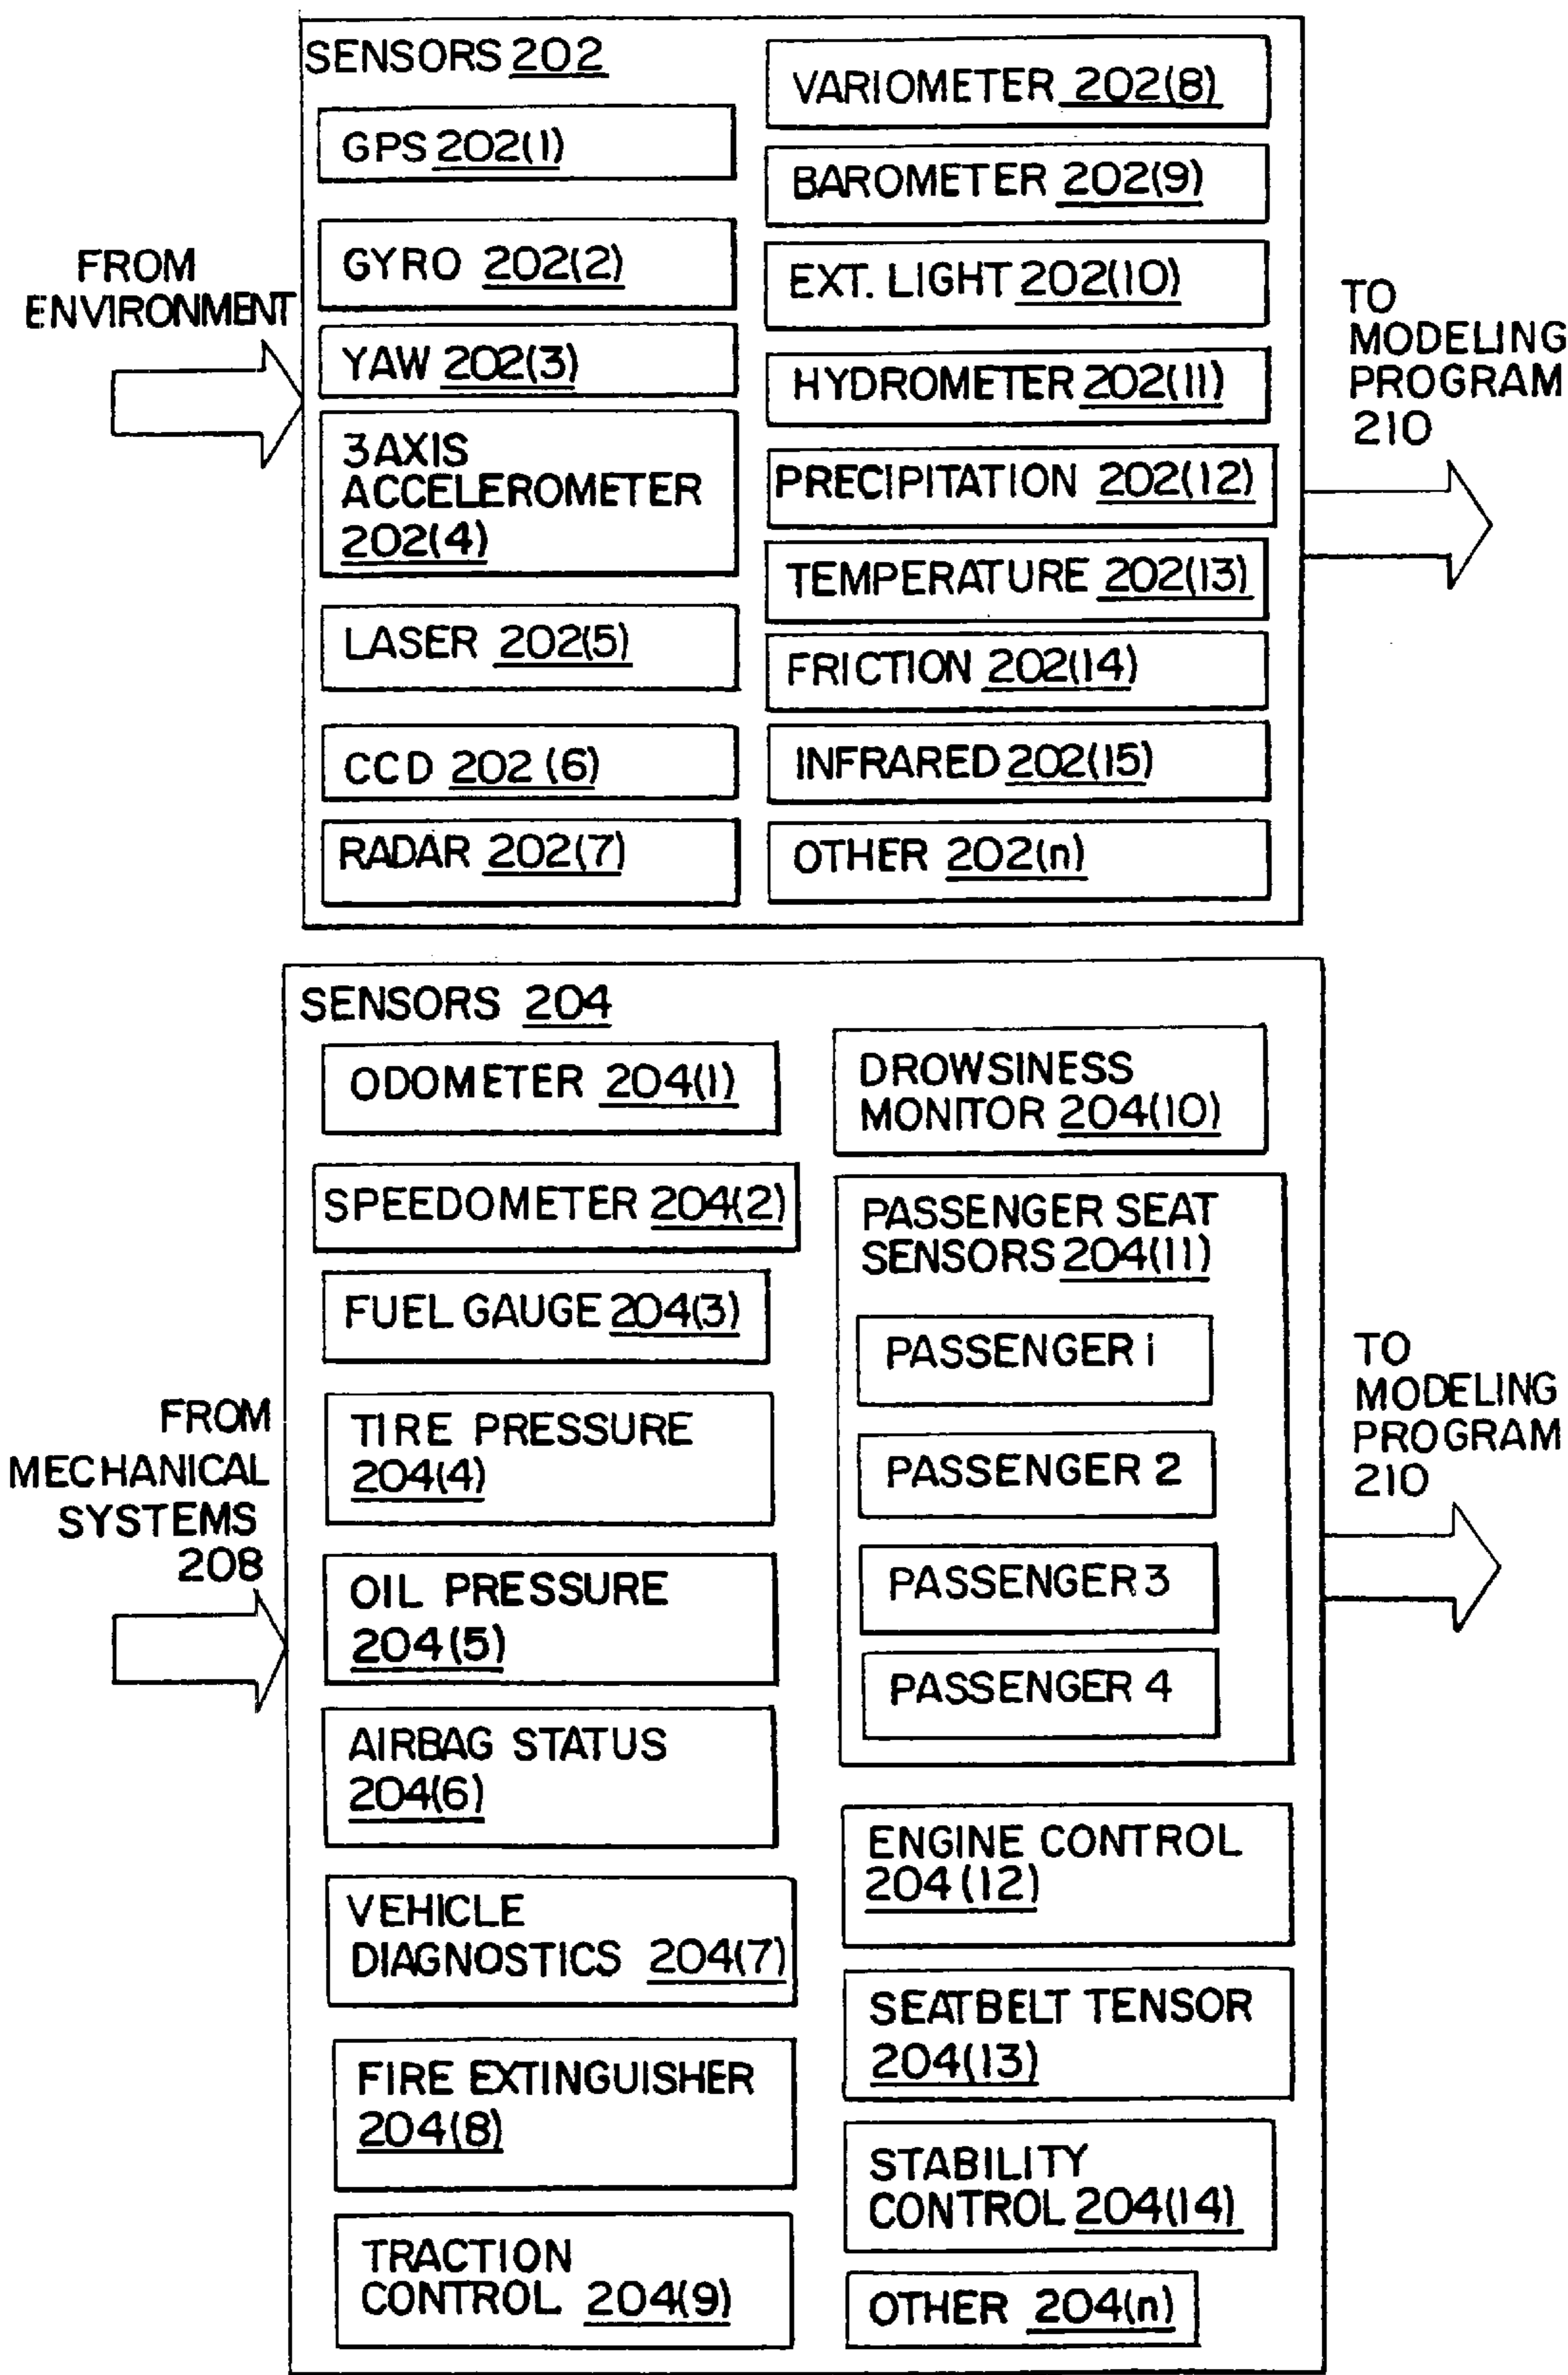 SENSORS 202
GPS 202(1)
GYRO 202(2)
YAW 202(3)
3 AXIS
ACCELEROMETER
202(4)
LASER 202(5)
CCD 202 (6)
RADAR 202(7)
VARIOMETER 202(8)
BAROMETER 202(9)
EXT. LIGHT 202(10)
HYDROMETER 202(11)
PRECIPITATION 202(12)
TEMPERATURE 202(13)
FRICTION 202(14)
INFRARED 202(15)
OTHER 202(n)
FROM
ENVIRONMENT
TO
MODELING
PROGRAM
210
SENSORS 204
ODOMETER 204(1)
SPEEDOMETER 204(2)
FUEL GAUGE 204(3)
TIRE PRESSURE
204(4)
OIL PRESSURE
204(5)
AIRBAG STATUS
204(6)
VEHICLE
DIAGNOSTICS 204(7)
FIRE EXTINGUISHER
204(8)
TRACTION
CONTROL 204(9)
DROWSINESS
MONITOR 204(10)
PASSENGER SEAT
SENSORS 204(11)
PASSENGER 1
PASSENGER 2
PASSENGER 3
PASSENGER 4
ENGINE CONTROL
204(12)
SEATBELT TENSOR
204(13)
STABILITY
CONTROL 204(14)
OTHER 204(n)
FROM
MECHANICAL
SYSTEMS
208
TO
MODELING
PROGRAM
210